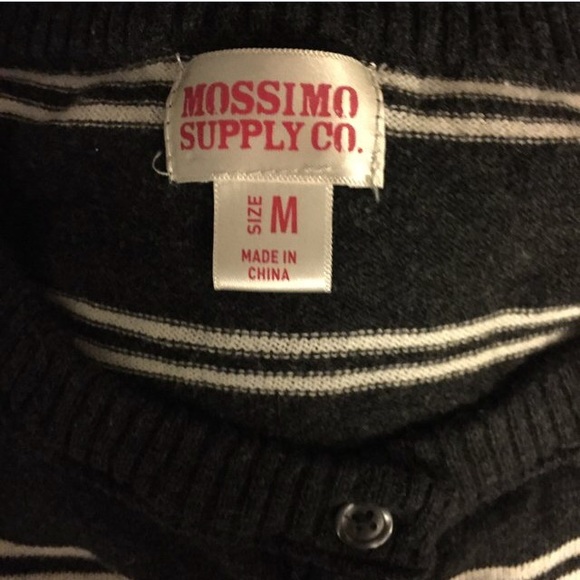 MOSSIMO
SUPPLY CO.
SIZE M
MADE IN
CHINA